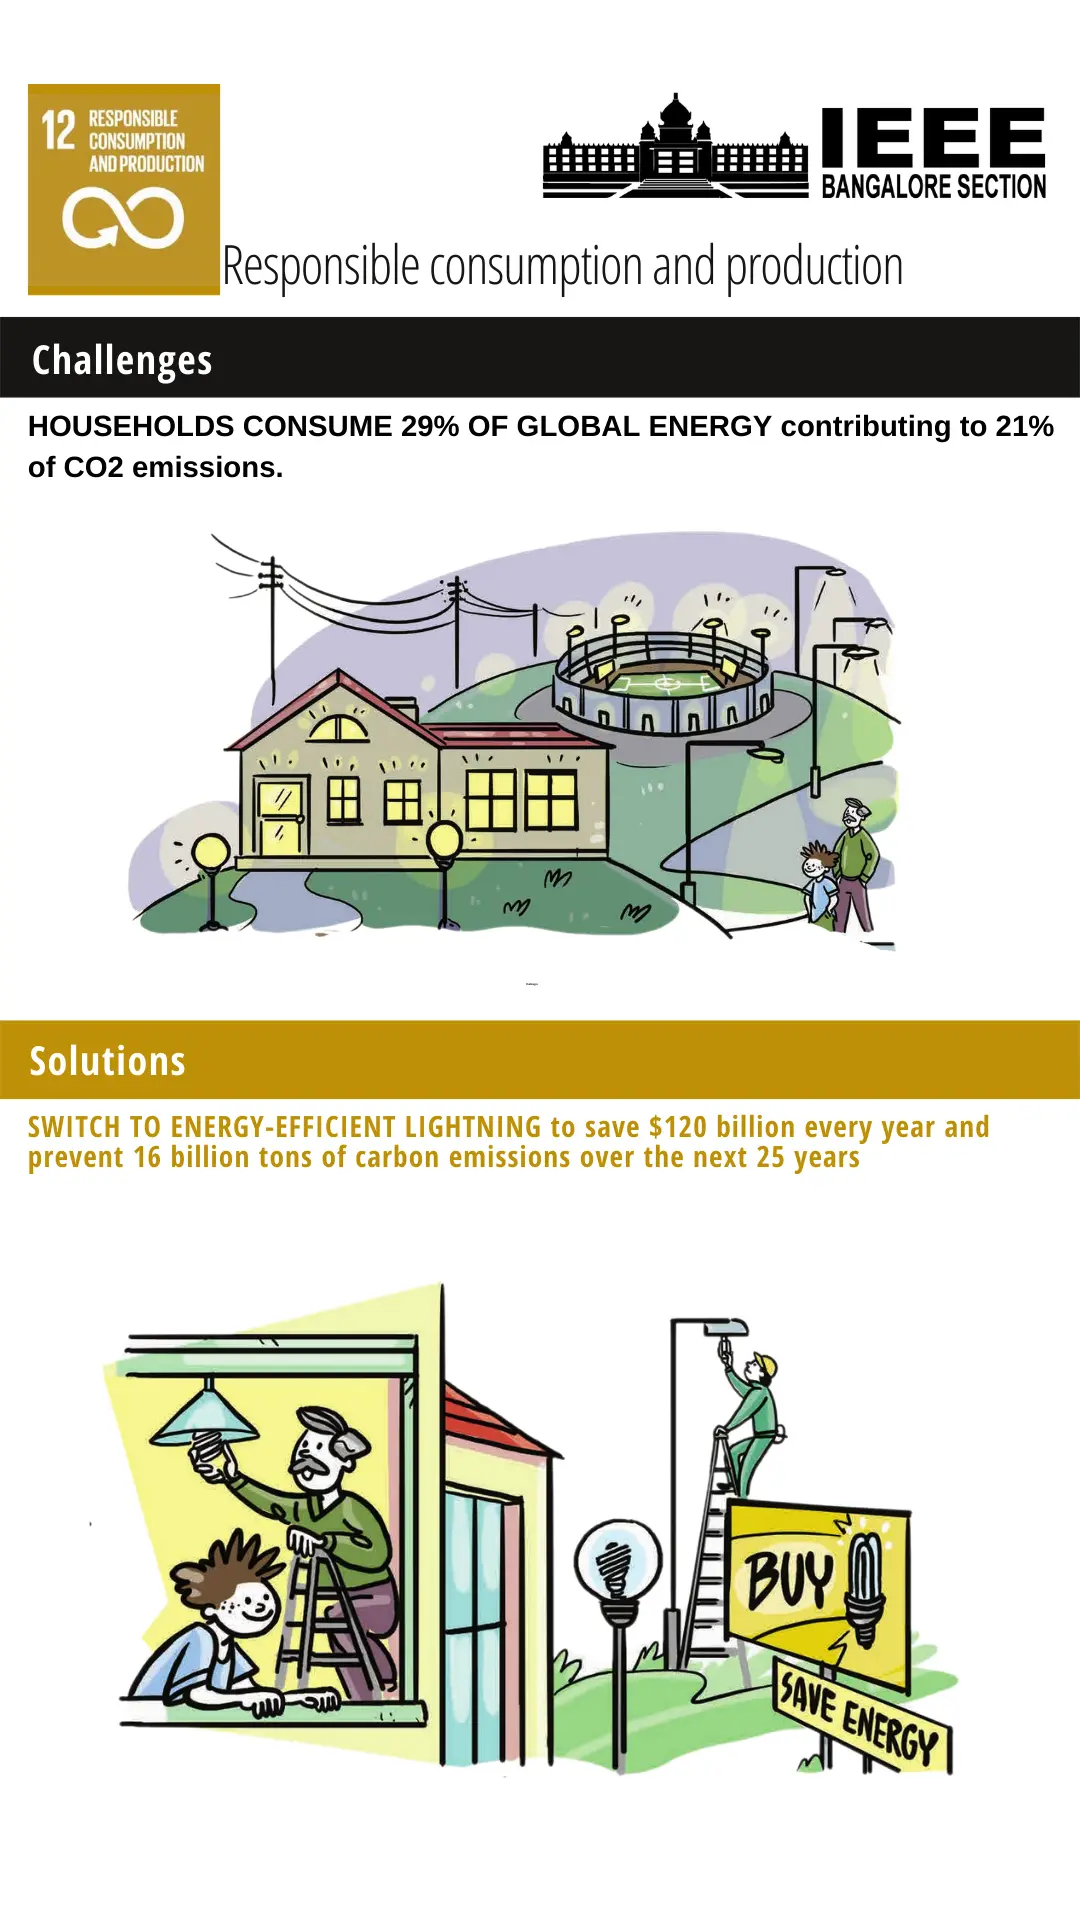 12 RESPONSIBLE
CONSUMPTION
AND PRODUCTION
IEEE
BANGALORE SECTION
Responsible consumption and production
Challenges
HOUSEHOLDS CONSUME 29% OF GLOBAL ENERGY contributing to 21%
of CO2 emissions.
Solutions
SWITCH TO ENERGY-EFFICIENT LIGHTNING to save $120 billion every year and
prevent 16 billion tons of carbon emissions over the next 25 years
BUY
SAVE ENERGY